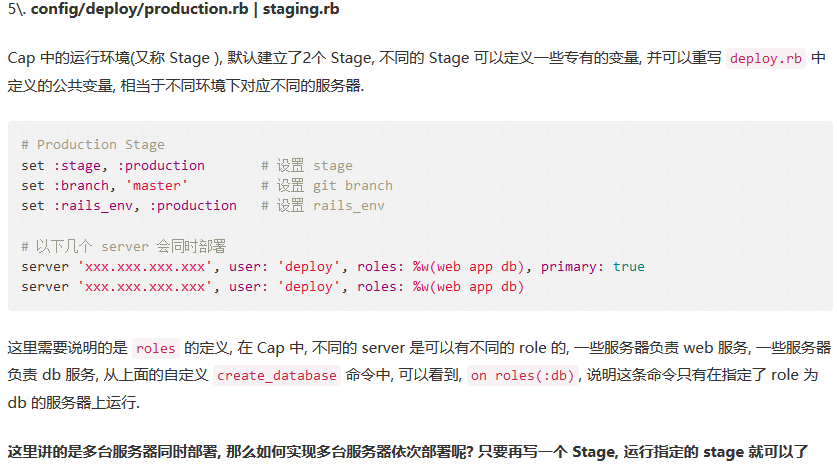 5\. config/deploy/production.rb | staging.rb
Cap 中的运行环境(又称 Stage ), 默认建立了2个 Stage, 不同的 Stage 可以定义一些专有的变量, 并可以重写 deploy.rb 中
定义的公共变量, 相当于不同环境下对应不同的服务器.
# Production Stage
set :stage, :production       # 设置 stage
set :branch, 'master'         # 设置 git branch
set :rails_env, :production   # 设置 rails_env
# 以下几个 server 会同时部署
server 'xxx.xxx.xxx.xxx', user: 'deploy', roles: %w(web app db), primary: true
server 'xxx.xxx.xxx.xxx', user: 'deploy', roles: %w(web app db)
这里需要说明的是 roles 的定义, 在 Cap 中, 不同的 server 是可以有不同的 role 的, 一些服务器负责 web 服务, 一些服务器
负责 db 服务, 从上面的自定义 create_database 命令中, 可以看到, on roles(:db) , 说明这条命令只有在指定了 role 为
db 的服务器上运行.
这里讲的是多台服务器同时部署, 那么如何实现多台服务器依次部署呢? 只要再写一个 Stage, 运行指定的 stage 就可以了